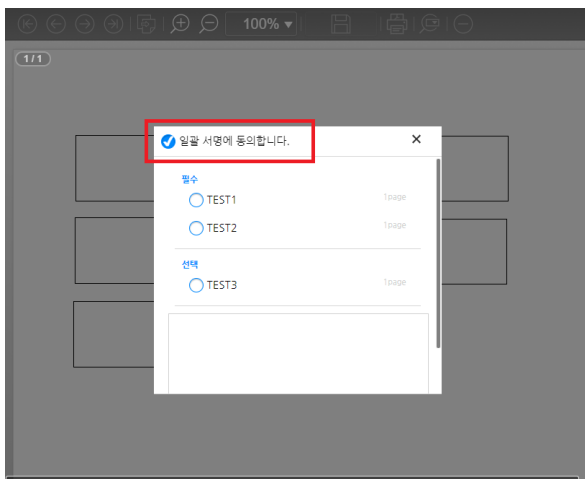 100% ▾
1/1
일괄 서명에 동의합니다.
필수
TEST1 1page
TEST2 1page
선택
TEST3 1page